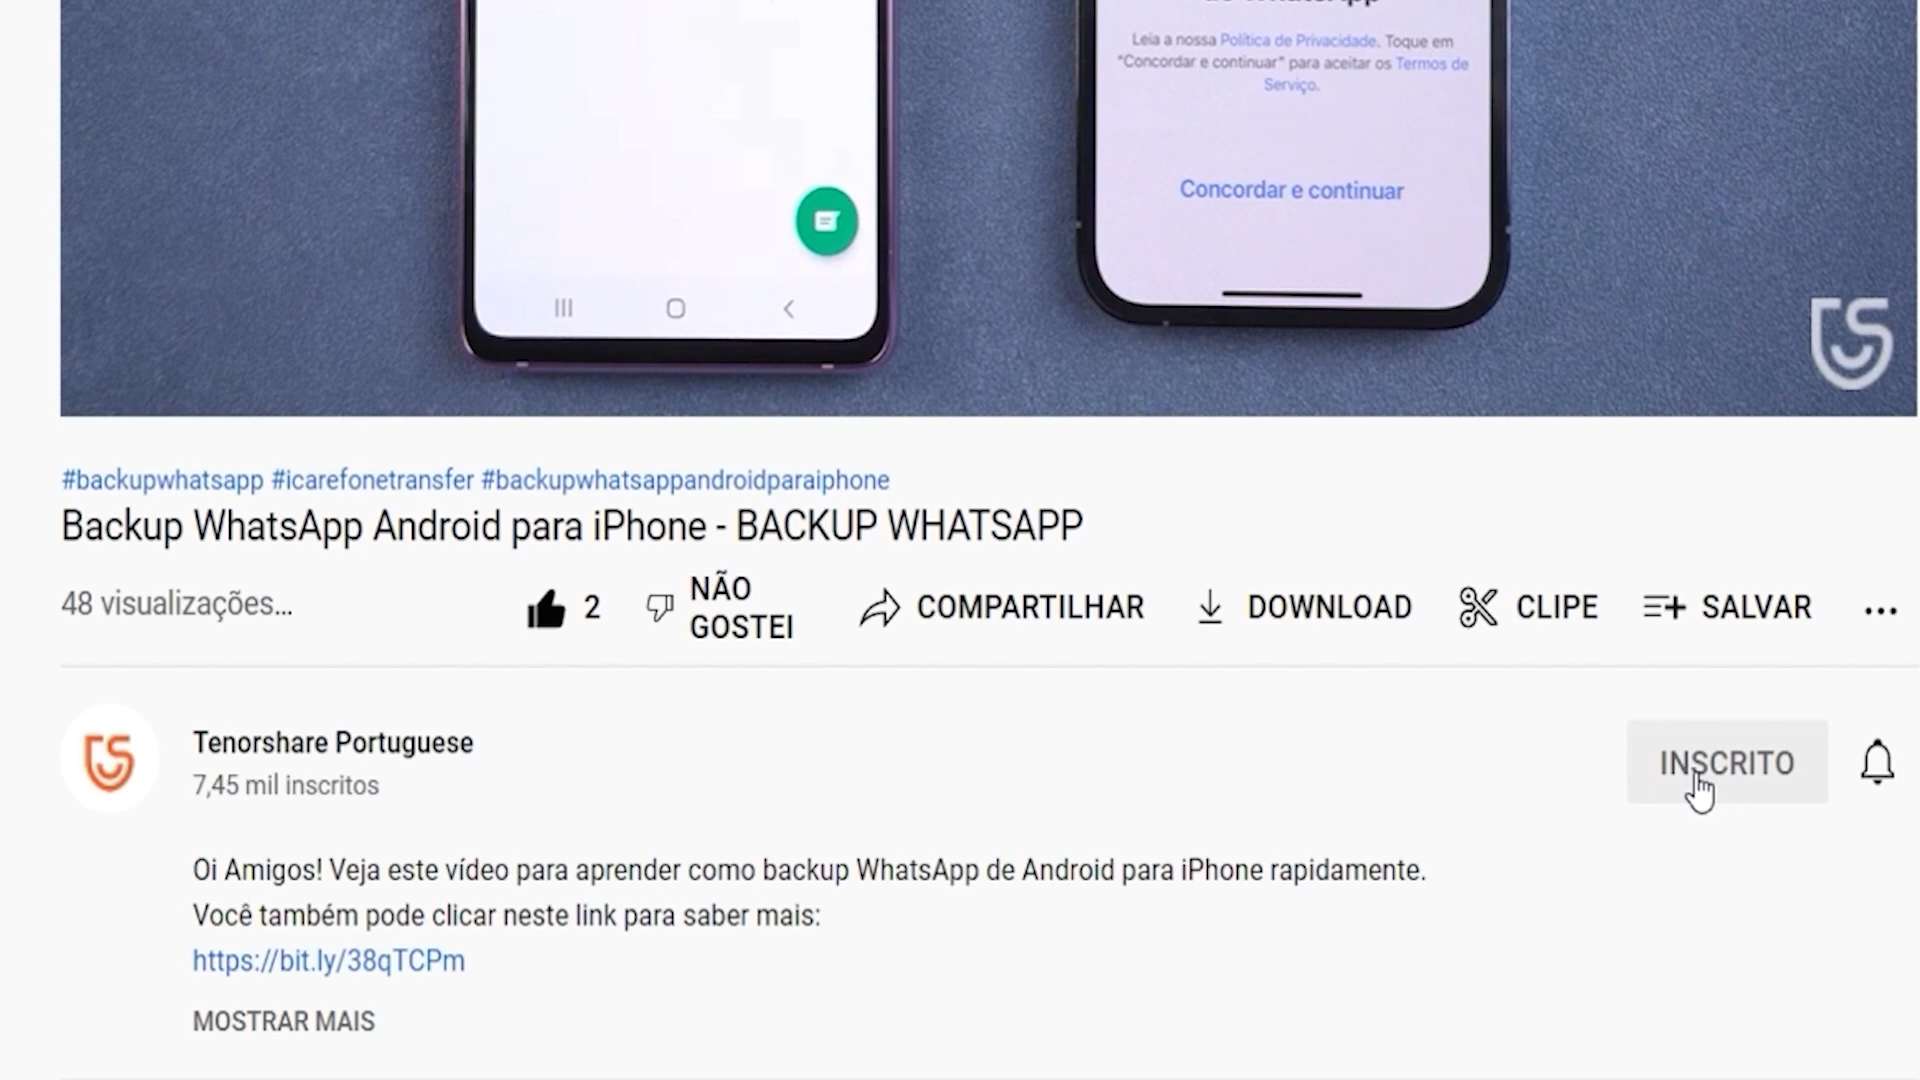 Leia a nossa Política de Privacidade. Toque em
"Concordar e continuar" para aceitar os Termos de
Serviço.
Concordar e continuar
#backupwhatsapp #icarefonetransfer #backupwhatsappandroidparaiphone
Backup WhatsApp Android para iPhone - BACKUP WHATSAPP
48 visualizações...
2
NÃO
GOSTEI
COMPARTILHAR
DOWNLOAD
CLIPE
SALVAR
Tenorshare Portuguese
7,45 mil inscritos
INSCRITO
Oi Amigos! Veja este vídeo para aprender como backup WhatsApp de Android para iPhone rapidamente.
Você também pode clicar neste link para saber mais:
https://bit.ly/38qTCPm
MOSTRAR MAIS